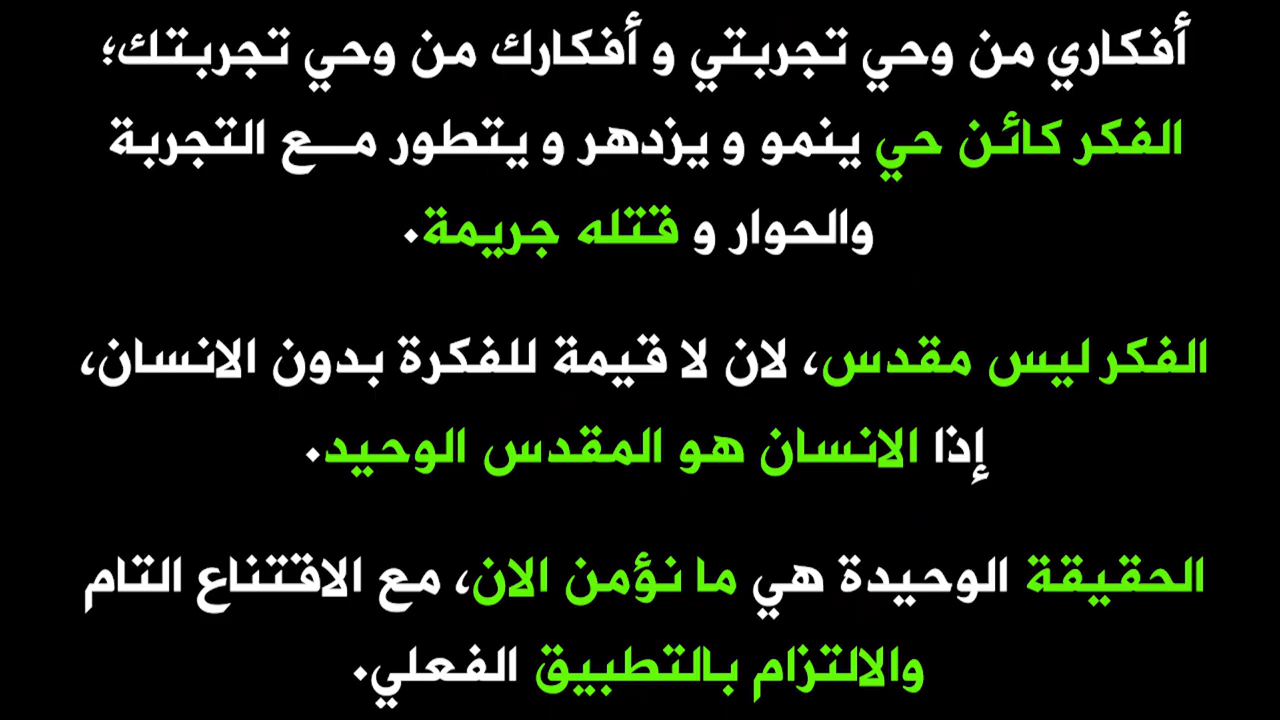 أفكاري من وحي تجربتي و أفكارك من وحي تجربتك؛
الفكر كائن حي ينمو و يزدهر و يتطور مـع التجربة
والحوار و قتله جريمة.
الفكر ليس مقدس، لان لا قيمة للفكرة بدون الانسان،
إذا الانسان هو المقدس الوحيد.
الحقيقة الوحيدة هي ما نؤمن الان، مع الاقتناع التام
والالتزام بالتطبيق الفعلي.